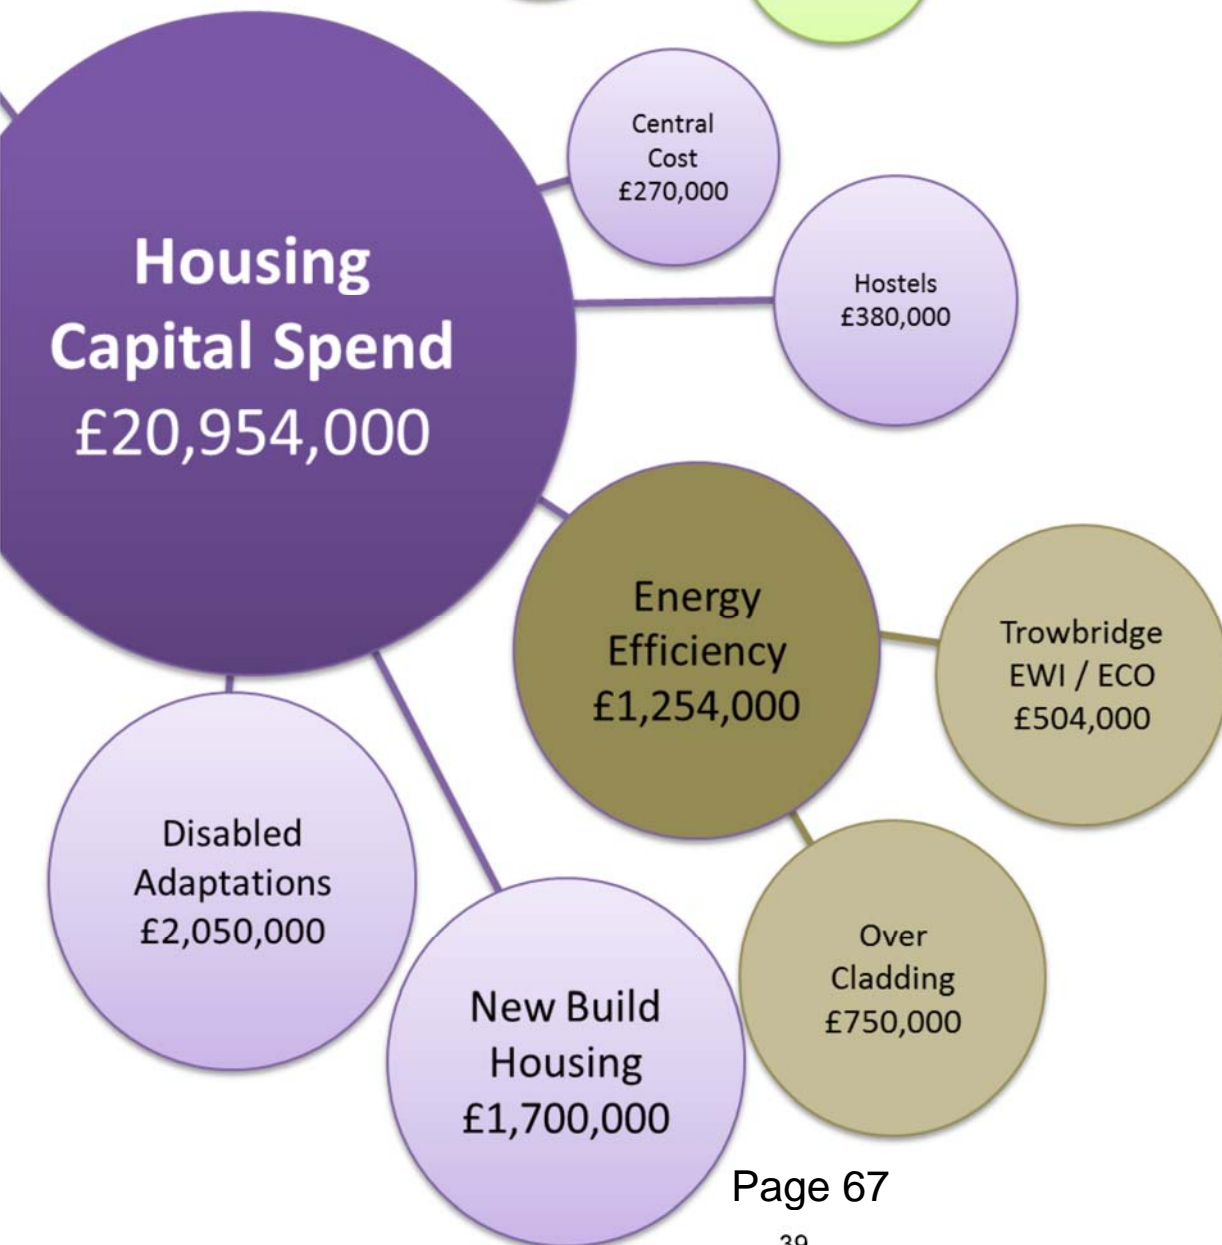 Central
Cost
£270,000
Hostels
£380,000
Housing
Capital Spend
£20,954,000
Energy
Efficiency
£1,254,000
Trowbridge
EWI / ECO
£504,000
Disabled
Adaptations
£2,050,000
Over
Cladding
£750,000
New Build
Housing
£1,700,000
Page 67
39